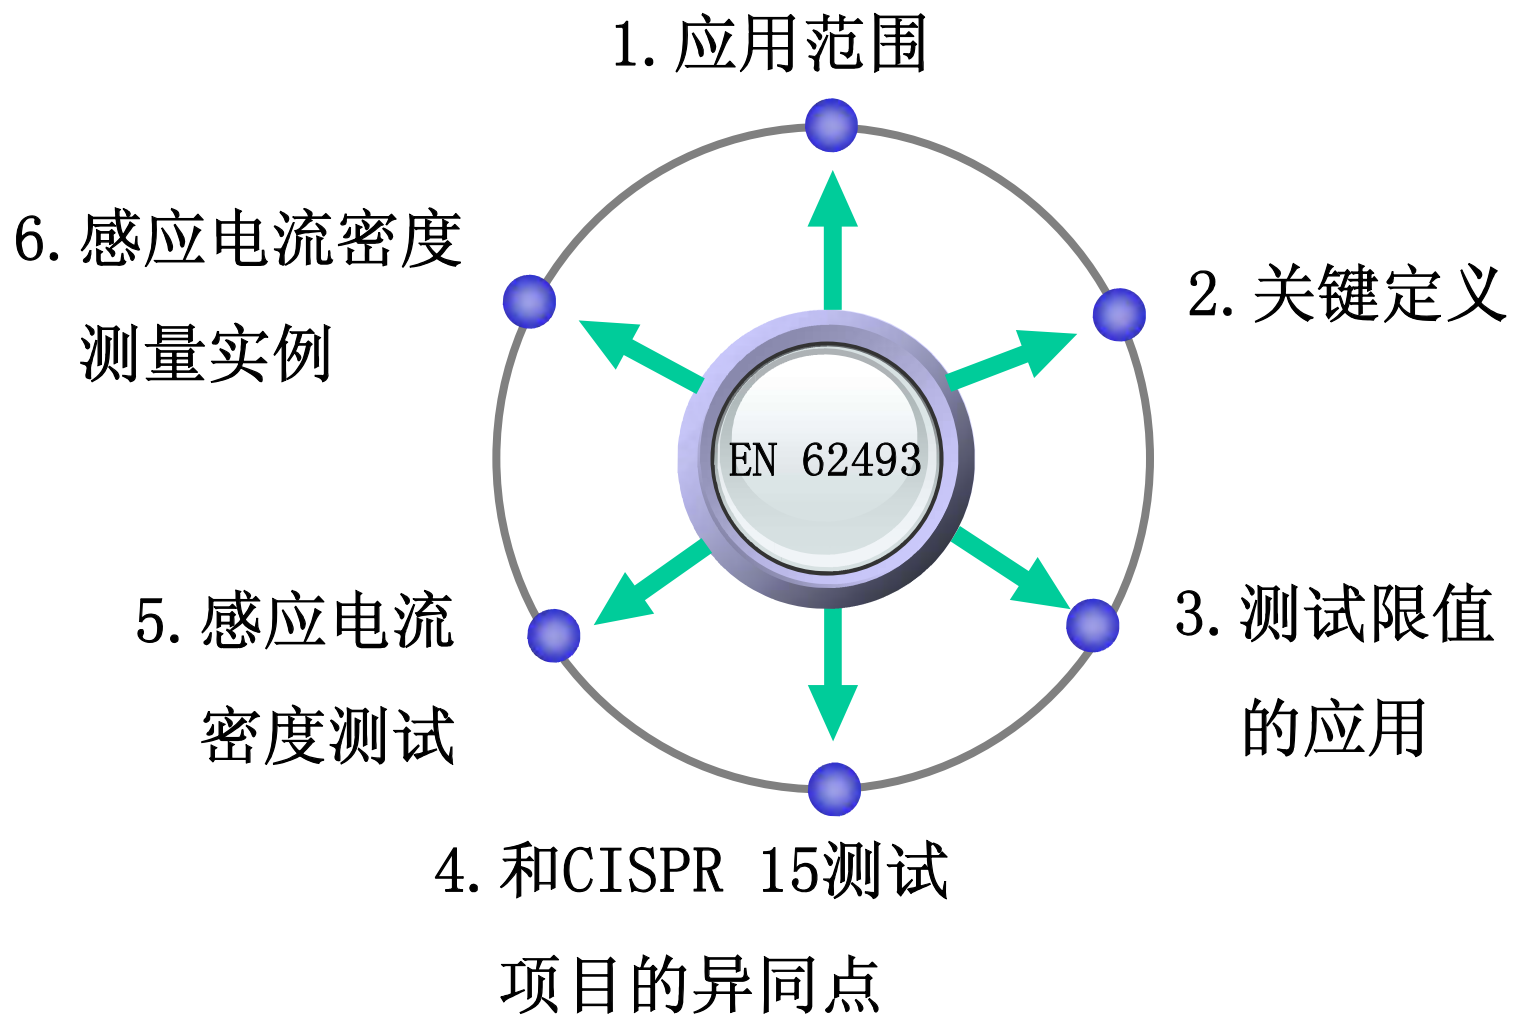 1.应用范围
2.关键定义
3.测试限值
的应用
4.和CISPR 15测试
项目的异同点
5.感应电流
密度测试
6.感应电流密度
测量实例
EN 62493